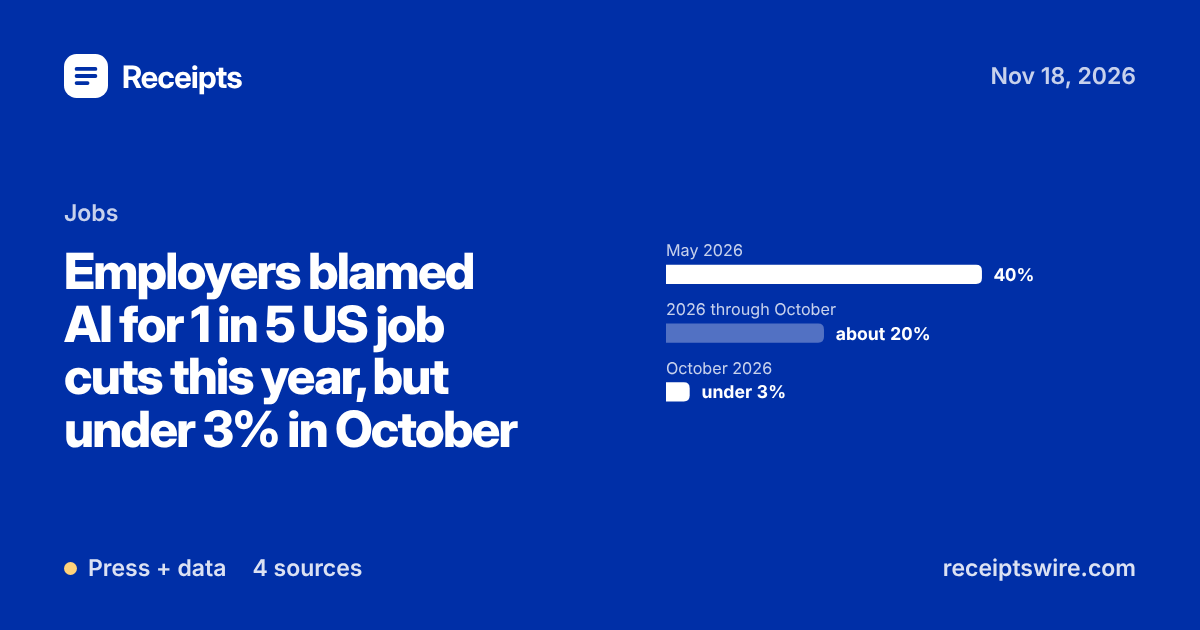 Receipts
Nov 18, 2026
Jobs
Employers blamed
AI for 1 in 5 US job
cuts this year, but
under 3% in October
May 2026
40%
2026 through October
about 20%
October 2026
under 3%
Press + data
4 sources
receiptswire.com